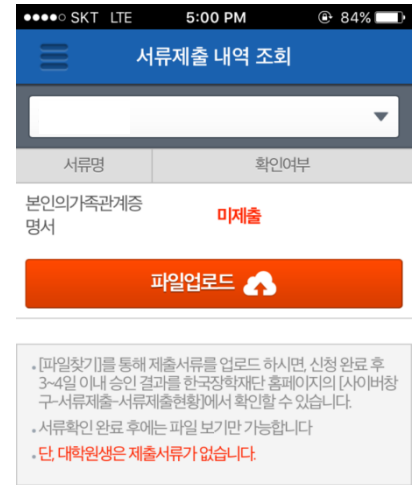 SKT LTE 5:00 PM 84%
서류제출 내역 조회
서류명 확인여부
본인의가족관계증
명서
미제출
파일업로드
• [파일찾기]를 통해 제출서류를 업로드 하시면, 신청 완료 후
3~4일 이내 승인 결과를 한국장학재단 홈페이지의 [사이버창
구-서류제출-서류제출현황]에서 확인할 수 있습니다.
• 서류확인 완료 후에는 파일 보기만 가능합니다
• 단, 대학원생은 제출서류가 없습니다.